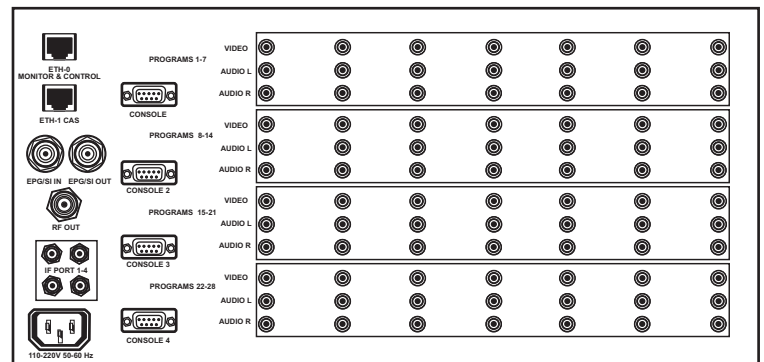 ETH-0
MONITOR & CONTROL
ETH-1 CAS
EPG/SI IN EPG/SI OUT
RF OUT
IF PORT 1-4
110-220V 50-60 Hz
CONSOLE
CONSOLE 2
CONSOLE 3
CONSOLE 4
PROGRAMS 1-7
VIDEO
AUDIO L
AUDIO R
PROGRAMS 8-14
VIDEO
AUDIO L
AUDIO R
PROGRAMS 15-21
VIDEO
AUDIO L
AUDIO R
PROGRAMS 22-28
VIDEO
AUDIO L
AUDIO R